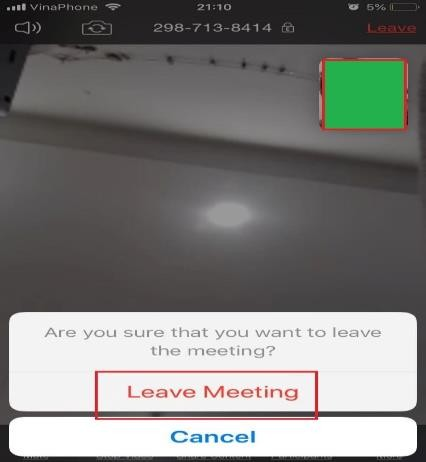 VinaPhone 21:10 5%
298-713-8414 Leave
Are you sure that you want to leave
the meeting?
Leave Meeting
Cancel